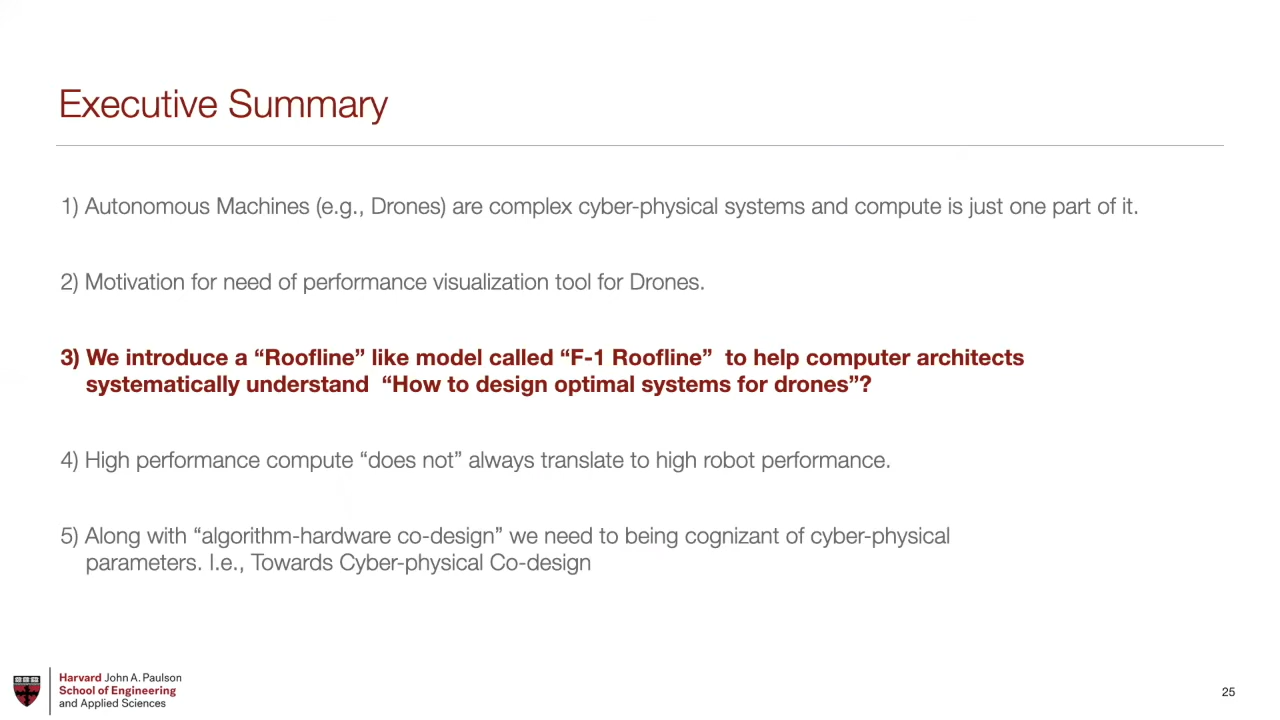 Executive Summary
1) Autonomous Machines (e.g., Drones) are complex cyber-physical systems and compute is just one part of it.
2) Motivation for need of performance visualization tool for Drones.
3) We introduce a “Roofline” like model called “F-1 Roofline”  to help computer architects
systematically understand  “How to design optimal systems for drones”?
4) High performance compute “does not” always translate to high robot performance.
5) Along with “algorithm-hardware co-design” we need to being cognizant of cyber-physical
parameters. I.e., Towards Cyber-physical Co-design
Harvard John A. Paulson
School of Engineering
and Applied Sciences
25